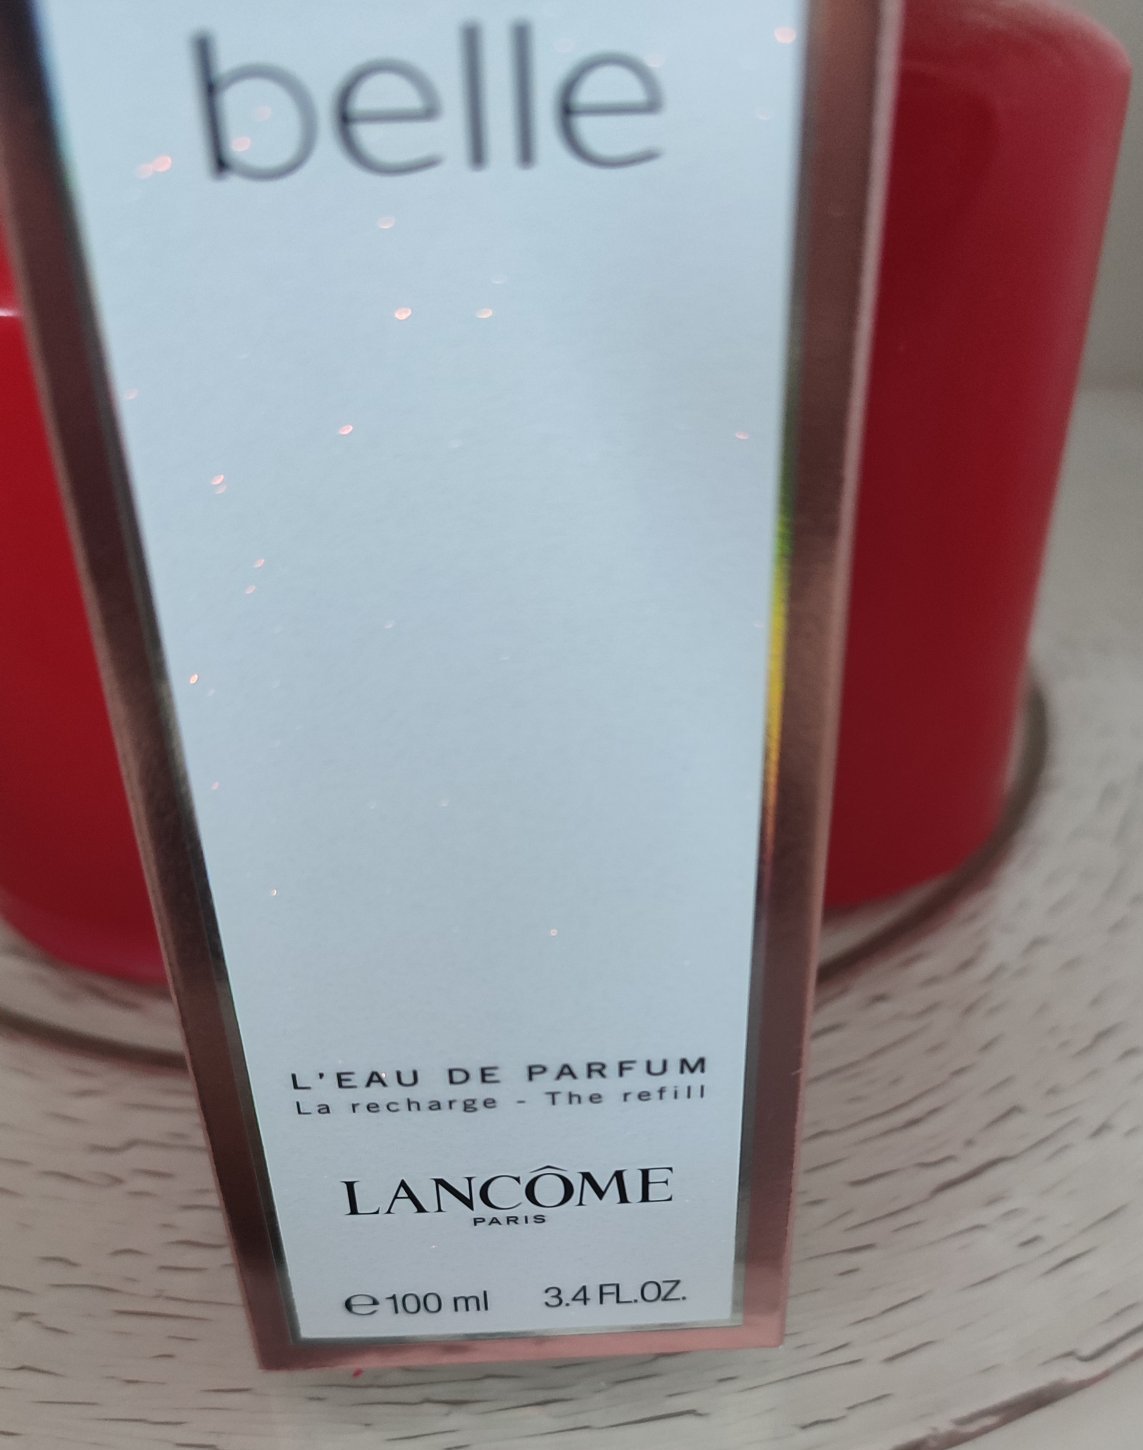 belle
L'EAU DE PARFUM
La recharge - The refill
LANCÔME
PARIS
℮100 ml 3.4 FL.OZ.